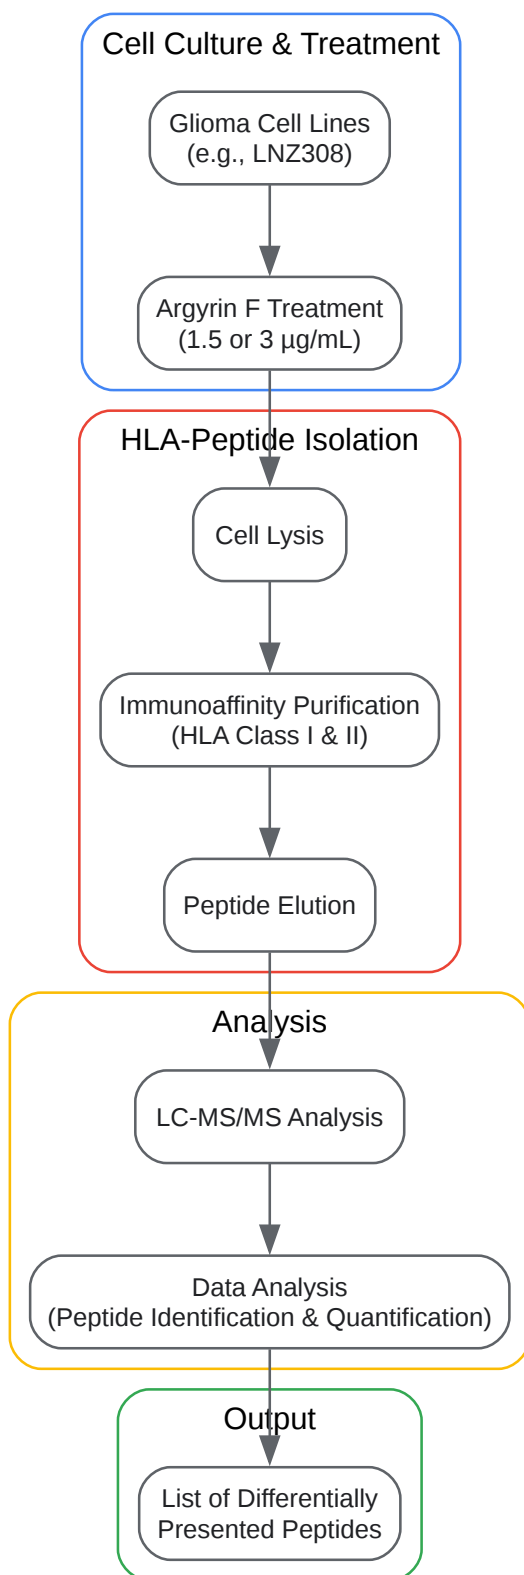 Cell Culture & Treatment
Glioma Cell Lines
(e.g., LNZ308)
Argyrin F Treatment
(1.5 or 3 µg/mL)
HLA-Peptide Isolation
Cell Lysis
Immunoaffinity Purification
(HLA Class I & II)
Peptide Elution
Analysis
LC-MS/MS Analysis
Data Analysis
(Peptide Identification & Quantification)
Output
List of Differentially
Presented Peptides